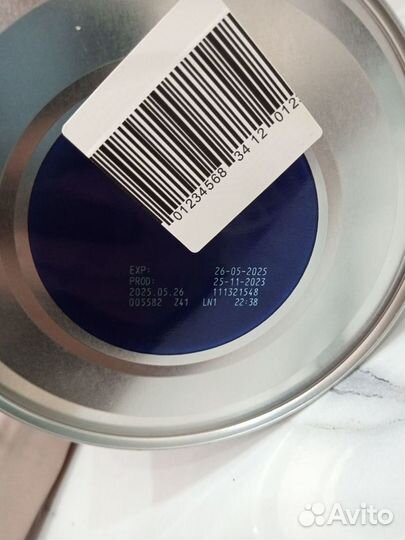 01234568 34 12 012
EXP: 26-05-2025
PROD: 25-11-2023
2025.05.26 111321548
005582 Z41 LN1 22:38
Avito